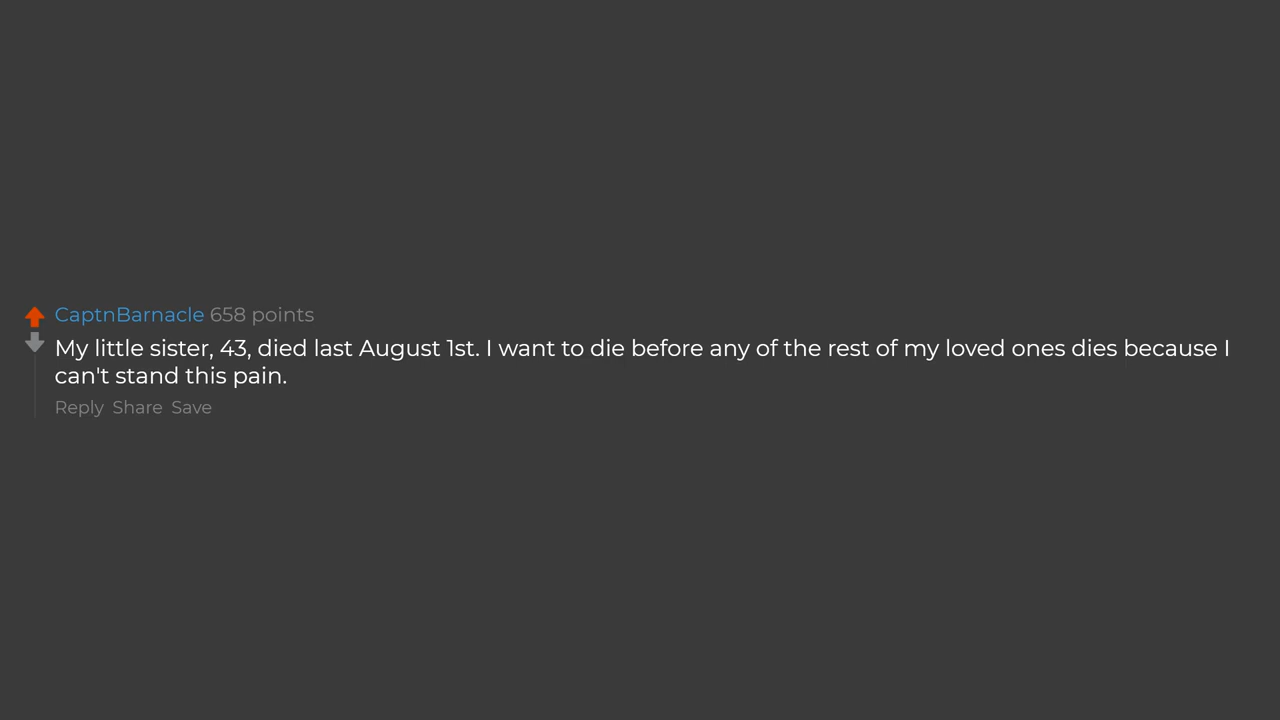 CaptnBarnacle 658 points
My little sister, 43, died last August 1st. I want to die before any of the rest of my loved ones dies because I
can't stand this pain.
Reply Share Save